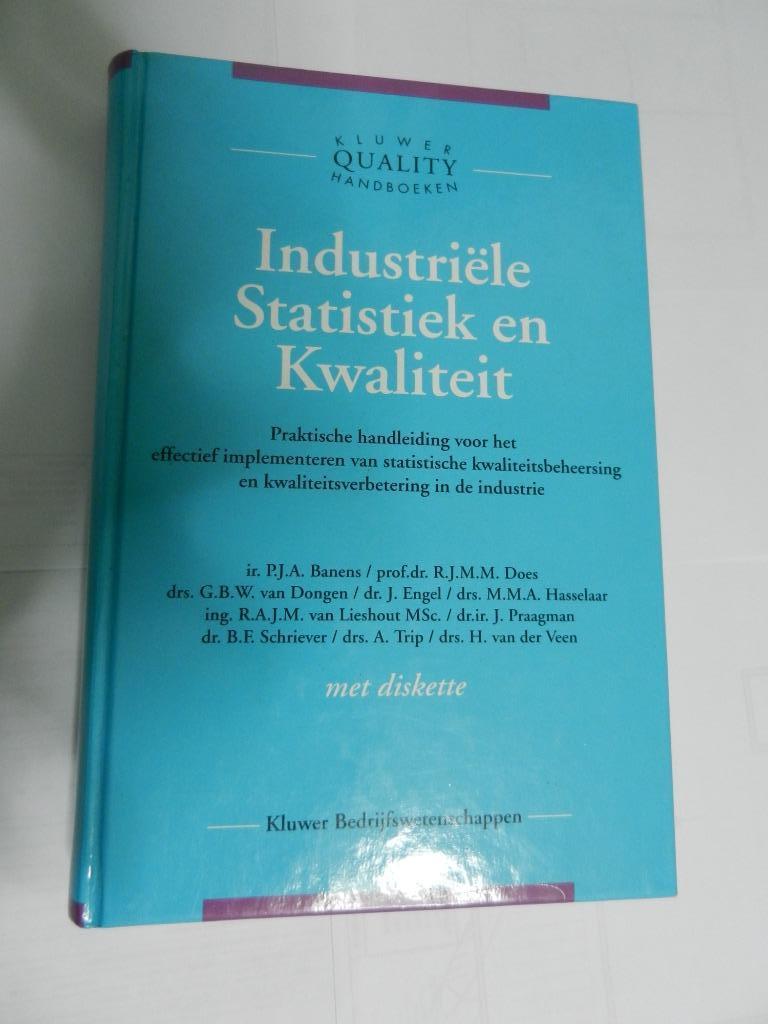 KLUWER
QUALITY
HANDBOEKEN
Industriële
Statistiek en
Kwaliteit
Praktische handleiding voor het
effectief implementeren van statistische kwaliteitsbeheersing
en kwaliteitsverbetering in de industrie
ir. P.J.A. Banens / prof.dr. R.J.M.M. Does
drs. G.B.W. van Dongen / dr. J. Engel / drs. M.M.A. Hasselaar
ing. R.A.J.M. van Lieshout MSc. / dr.ir. J. Praagman
dr. B.F. Schriever / drs. A. Trip / drs. H. van der Veen
met diskette
Kluwer Bedrijfswetenschappen